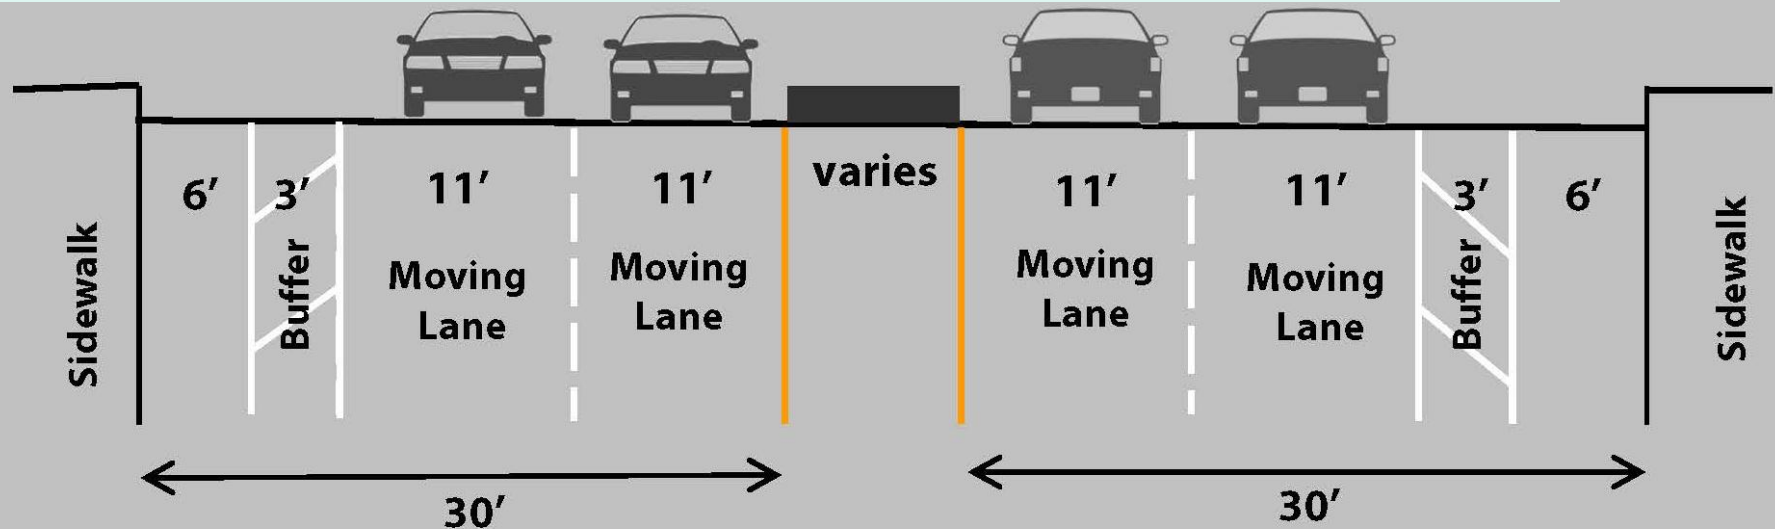 Sidewalk
6′
3′
Buffer
11′
Moving
Lane
11′
Moving
Lane
varies
11′
Moving
Lane
11′
Moving
Lane
3′
Buffer
6′
Sidewalk
30′
30′